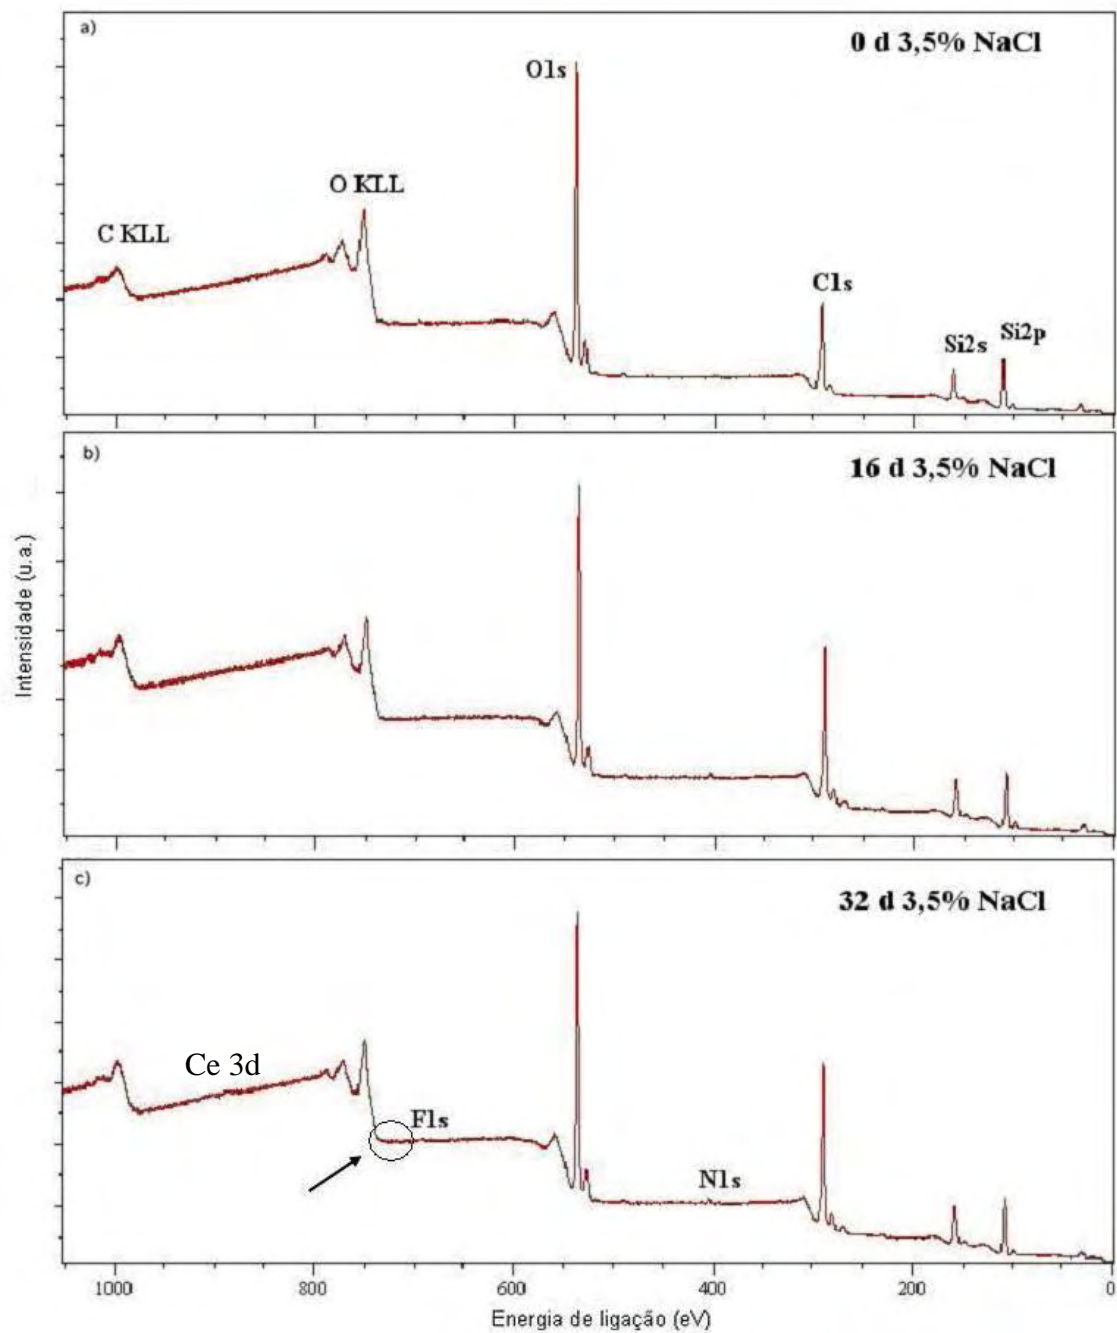 a)
0 d 3,5% NaCl
O1s
O KLL
C KLL
C1s
Si2s
Si2p
b)
16 d 3,5% NaCl
Intensidade (u.a.)
c)
32 d 3,5% NaCl
Ce 3d
F1s
N1s
1000 800 600 400 200 0
Energia de ligação (eV)